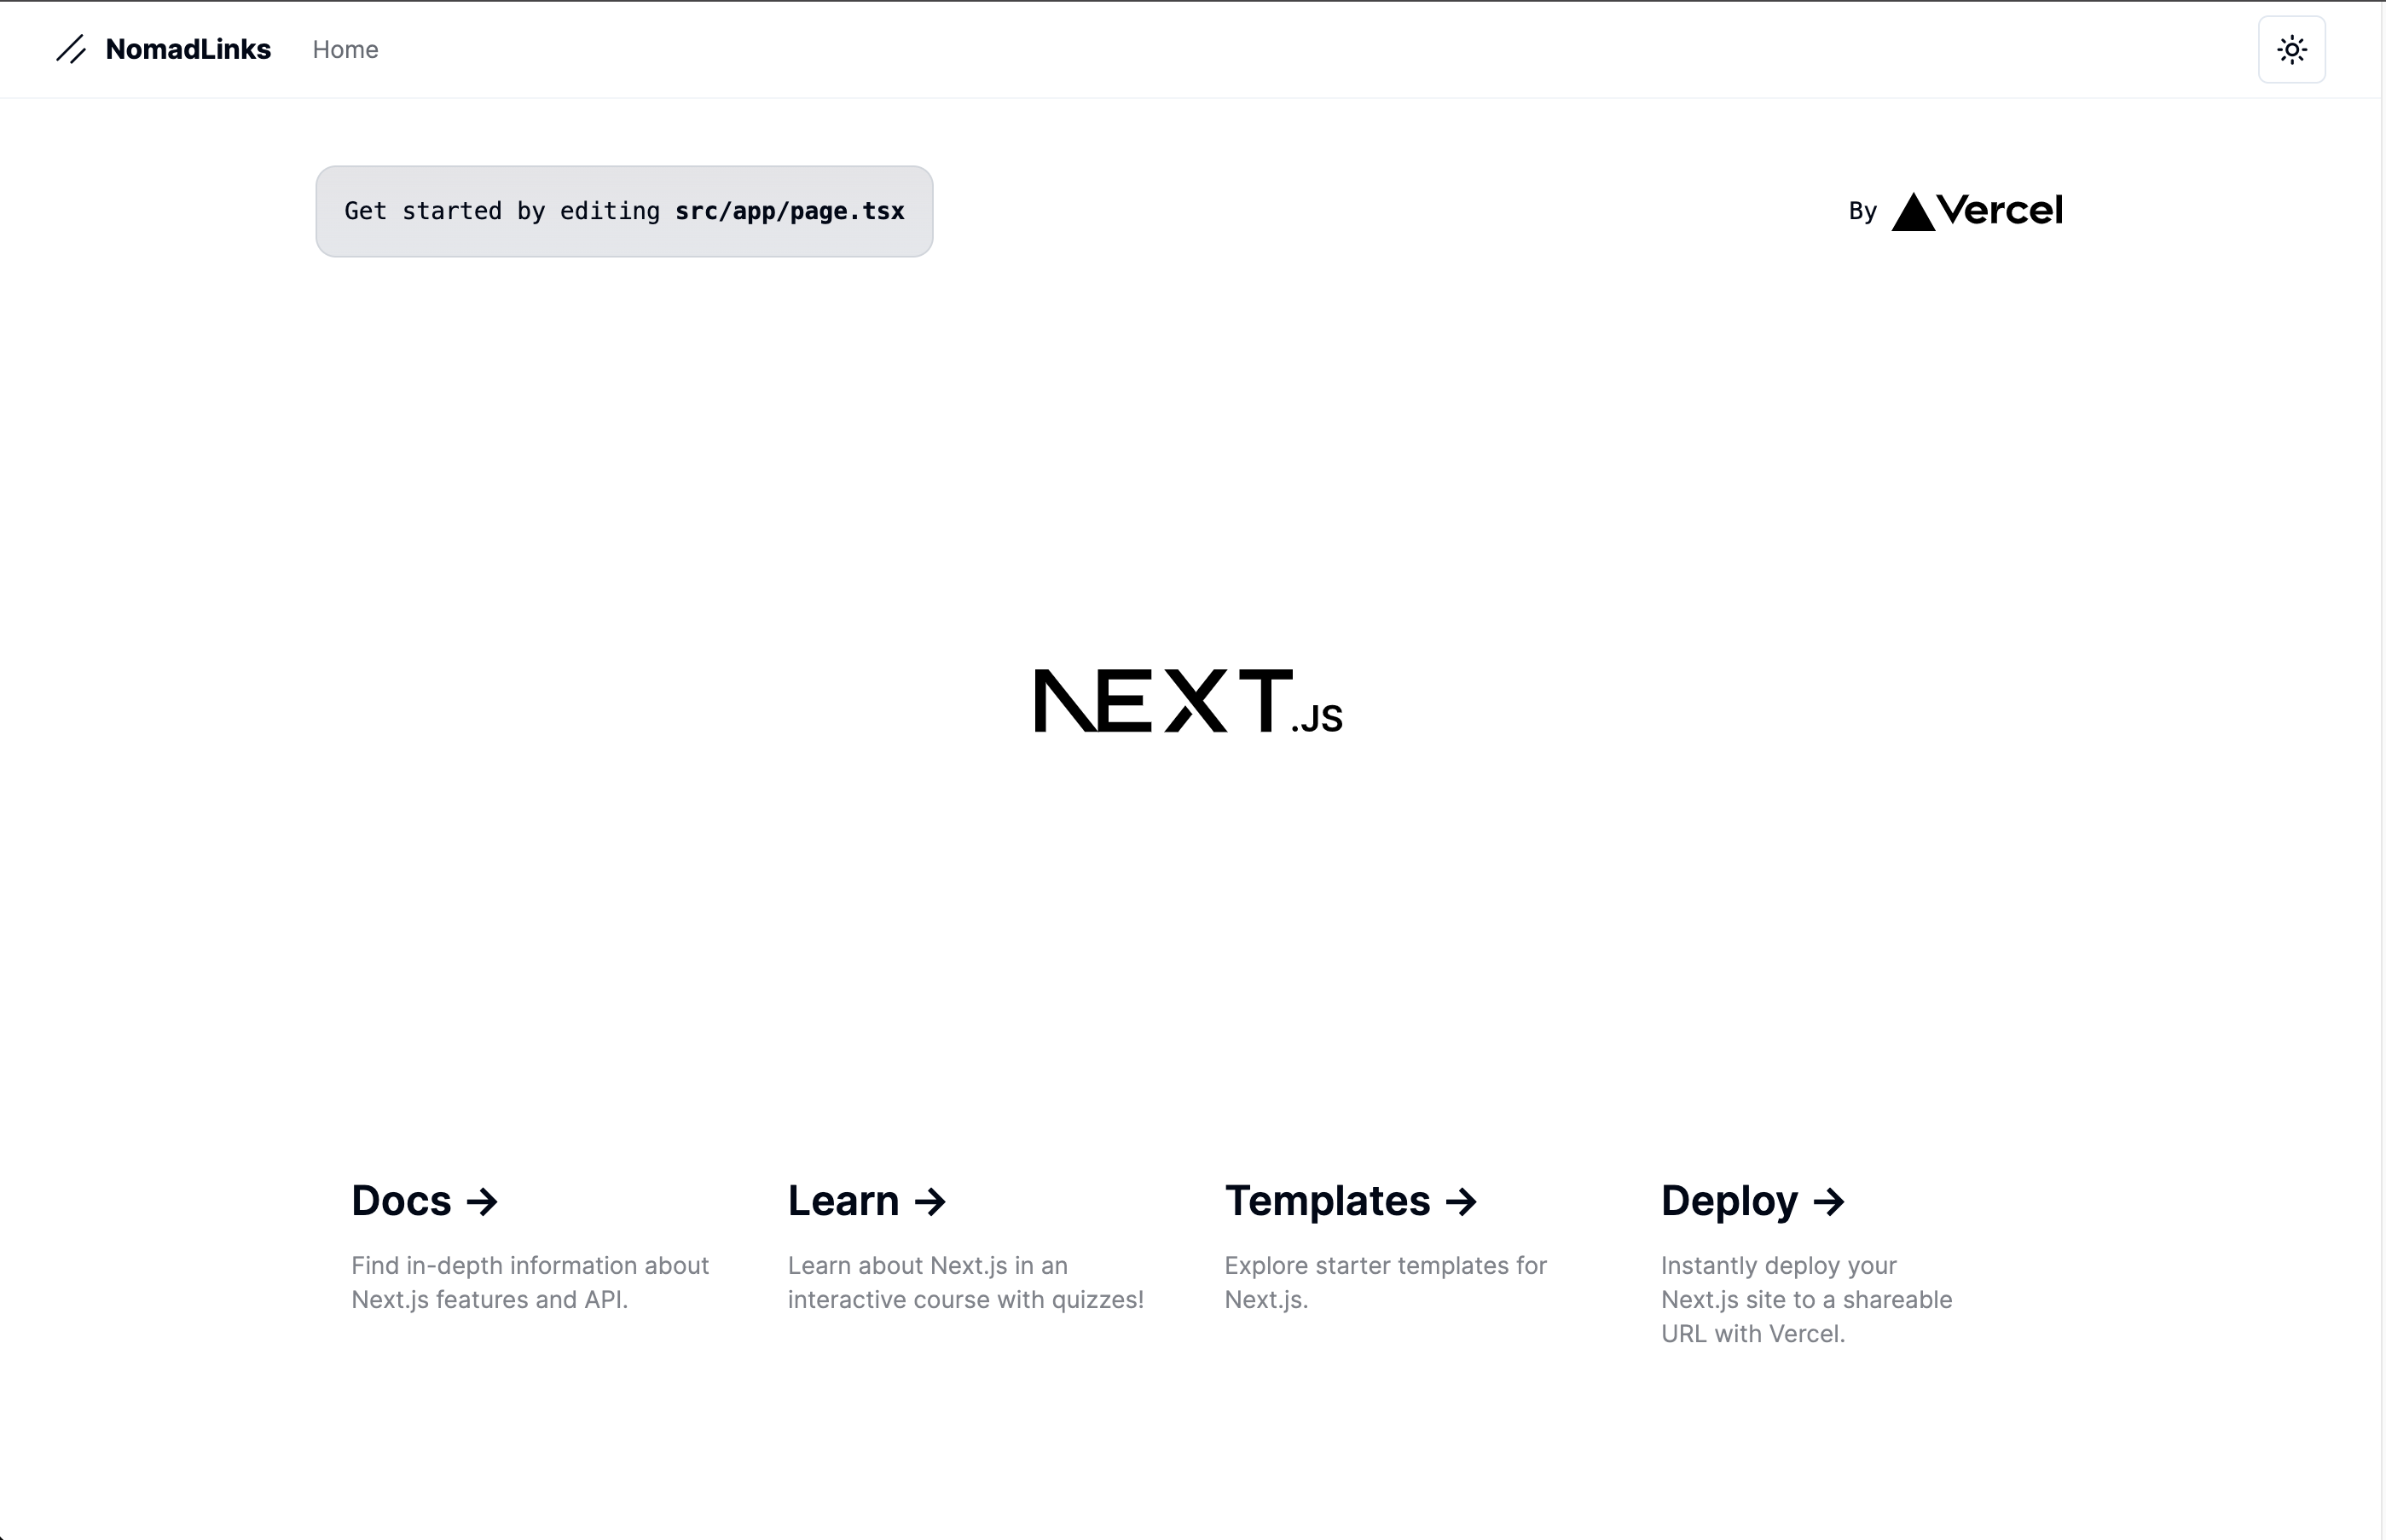 NomadLinks Home
Get started by editing src/app/page.tsx
By Vercel
NEXT.JS
Docs ->
Find in-depth information about
Next.js features and API.
Learn ->
Learn about Next.js in an
interactive course with quizzes!
Templates ->
Explore starter templates for
Next.js.
Deploy ->
Instantly deploy your
Next.js site to a shareable
URL with Vercel.